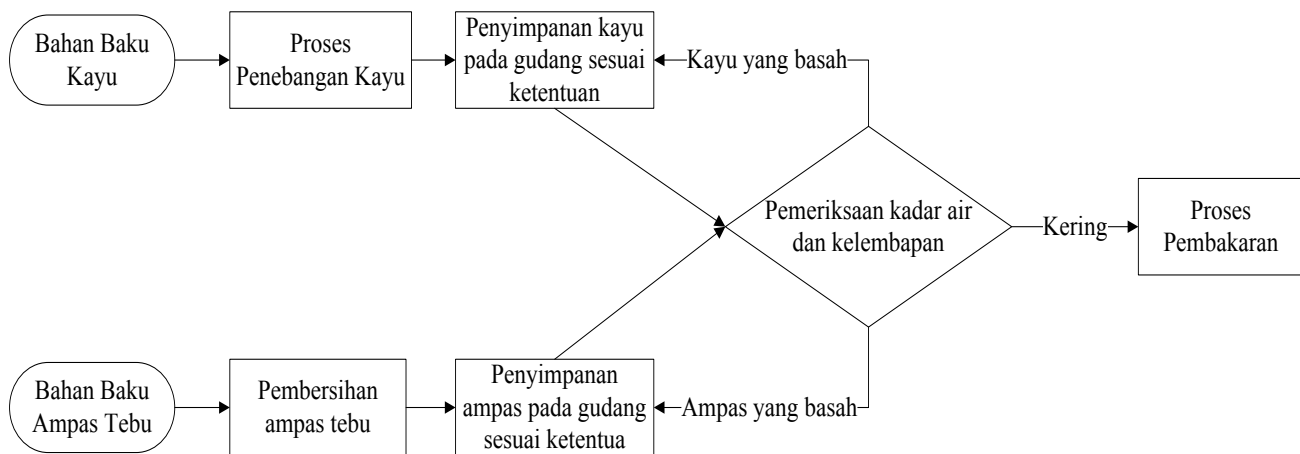 Bahan Baku
Kayu
Proses
Penebangan Kayu
Penyimpanan kayu
pada gudang sesuai
ketentuan
Kayu yang basah
Pemeriksaan kadar air
dan kelembapan
Kering
Proses
Pembakaran
Bahan Baku
Ampas Tebu
Pembersihan
ampas tebu
Penyimpanan
ampas pada gudang
sesuai ketentua
Ampas yang basah